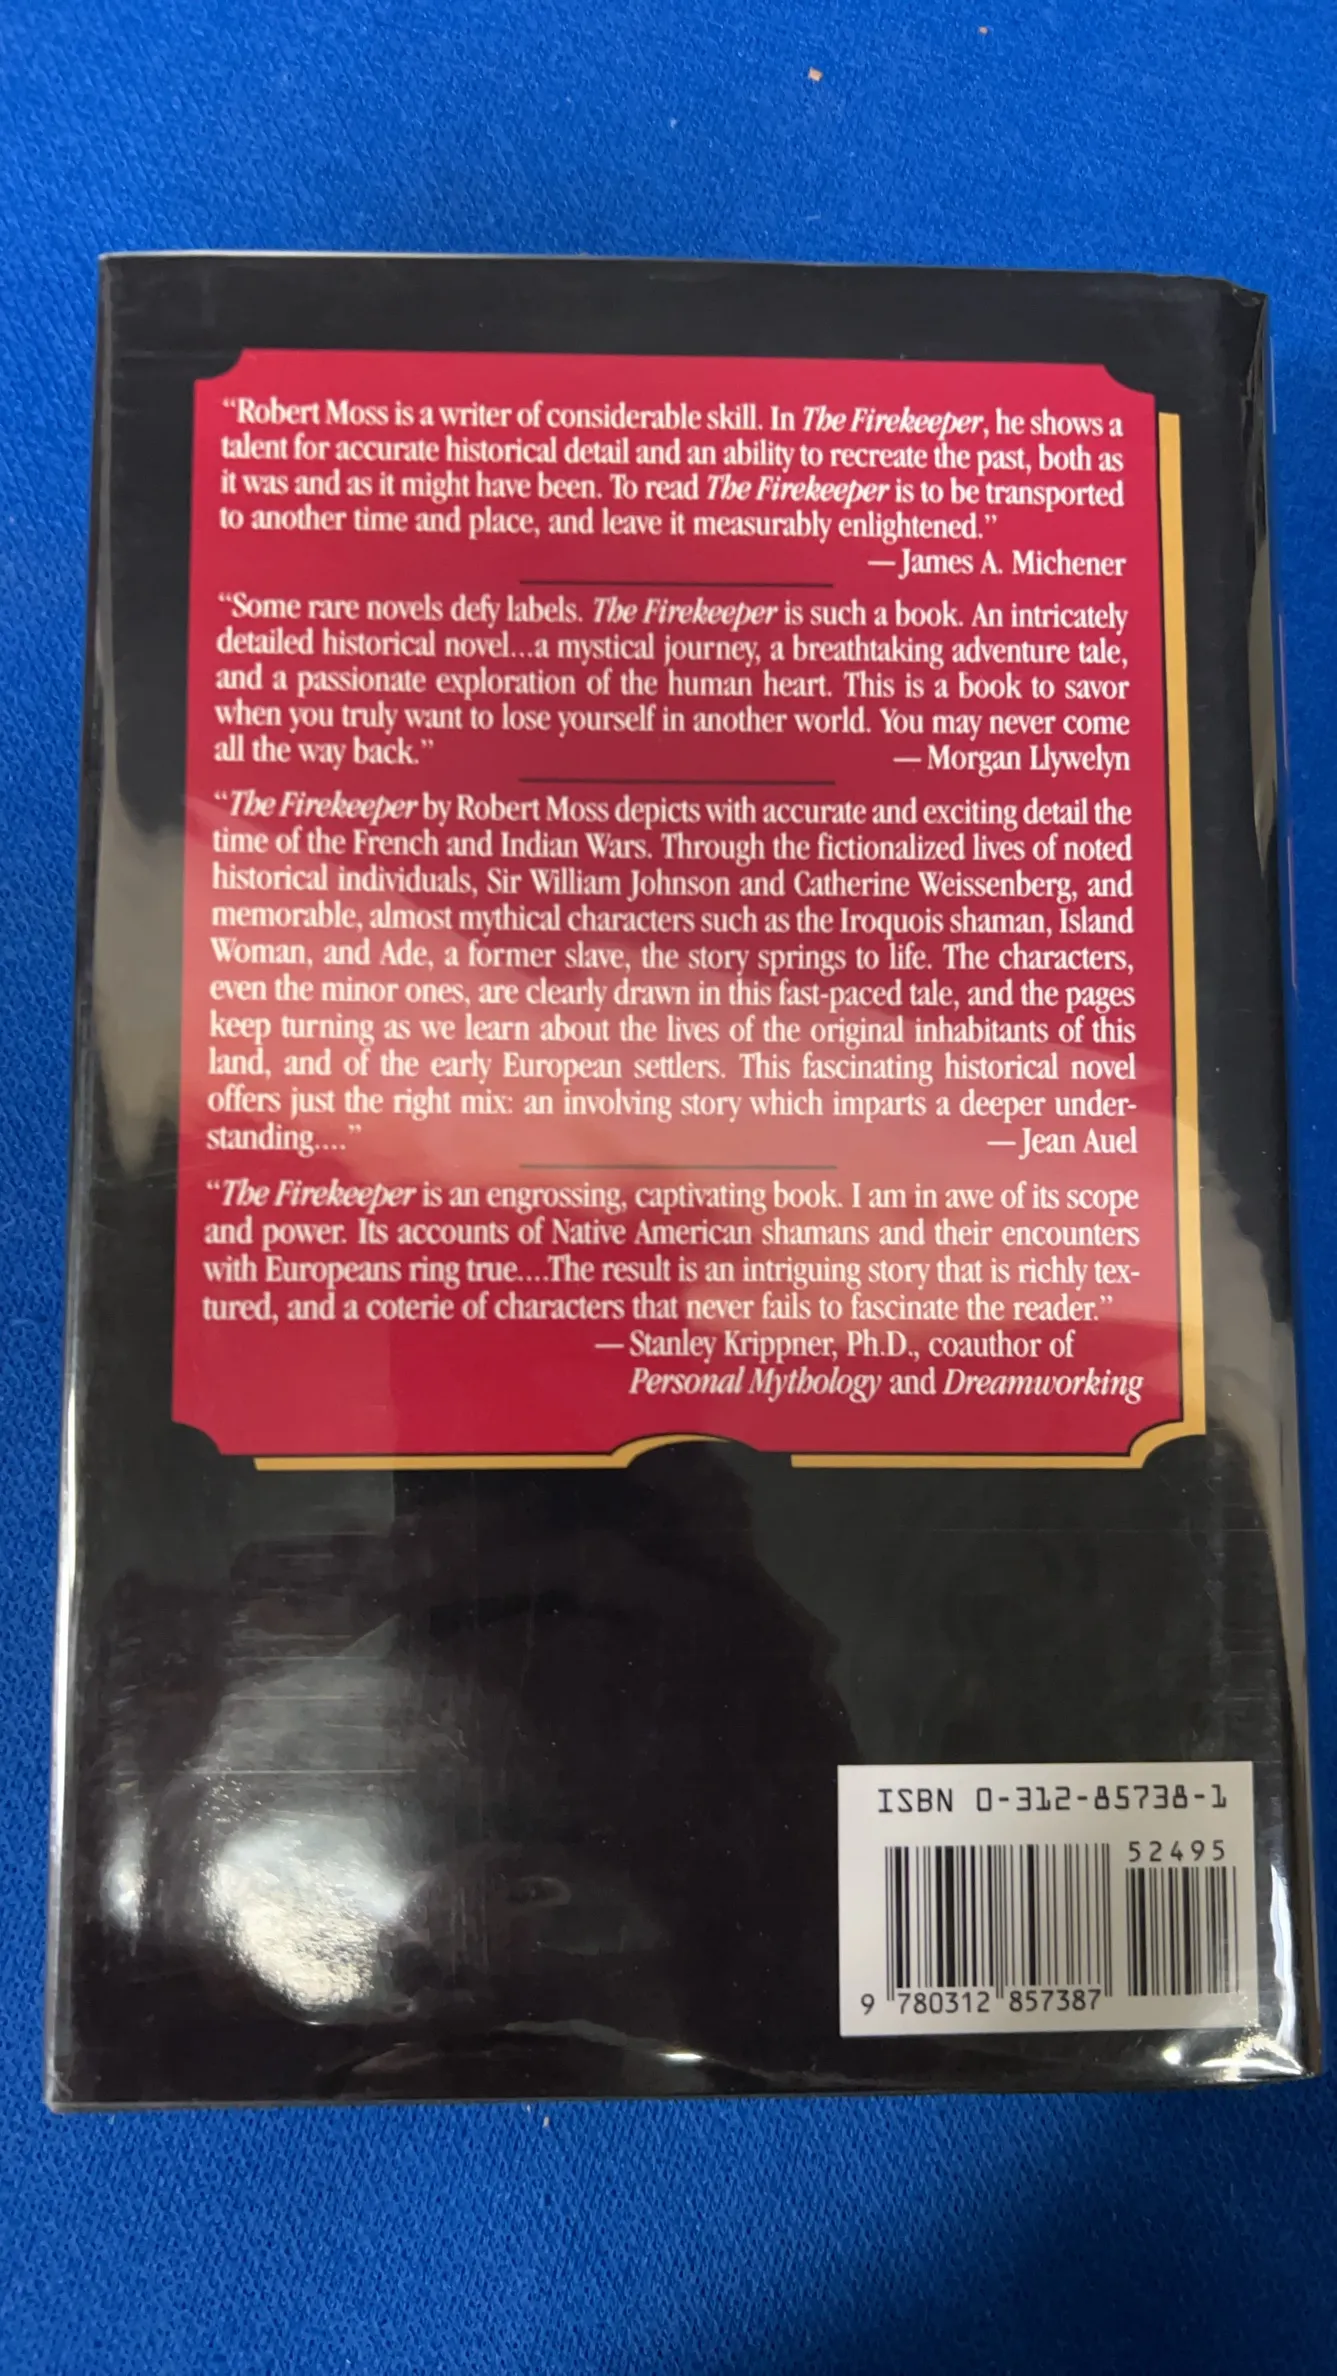 “Robert Moss is a writer of considerable skill. In The Firekeeper, he shows a
talent for accurate historical detail and an ability to recreate the past, both as
it was and as it might have been. To read The Firekeeper is to be transported
to another time and place, and leave it measurably enlightened.”
—James A. Michener
“Some rare novels defy labels. The Firekeeper is such a book. An intricately
detailed historical novel...a mystical journey, a breathtaking adventure tale,
and a passionate exploration of the human heart. This is a book to savor
when you truly want to lose yourself in another world. You may never come
all the way back.” — Morgan Llywelyn
“The Firekeeper by Robert Moss depicts with accurate and exciting detail the
time of the French and Indian Wars. Through the fictionalized lives of noted
historical individuals, Sir William Johnson and Catherine Weissenberg, and
memorable, almost mythical characters such as the Iroquois shaman, Island
Woman, and Ade, a former slave, the story springs to life. The characters,
even the minor ones, are clearly drawn in this fast-paced tale, and the pages
keep turning as we learn about the lives of the original inhabitants of this
land, and of the early European settlers. This fascinating historical novel
offers just the right mix: an involving story which imparts a deeper under-
standing....” —Jean Auel
“The Firekeeper is an engrossing, captivating book. I am in awe of its scope
and power. Its accounts of Native American shamans and their encounters
with Europeans ring true....The result is an intriguing story that is richly tex-
tured, and a coterie of characters that never fails to fascinate the reader.”
—Stanley Krippner, Ph.D., coauthor of
Personal Mythology and Dreamworking
ISBN 0-312-85738-1
52495
9 780312 857387